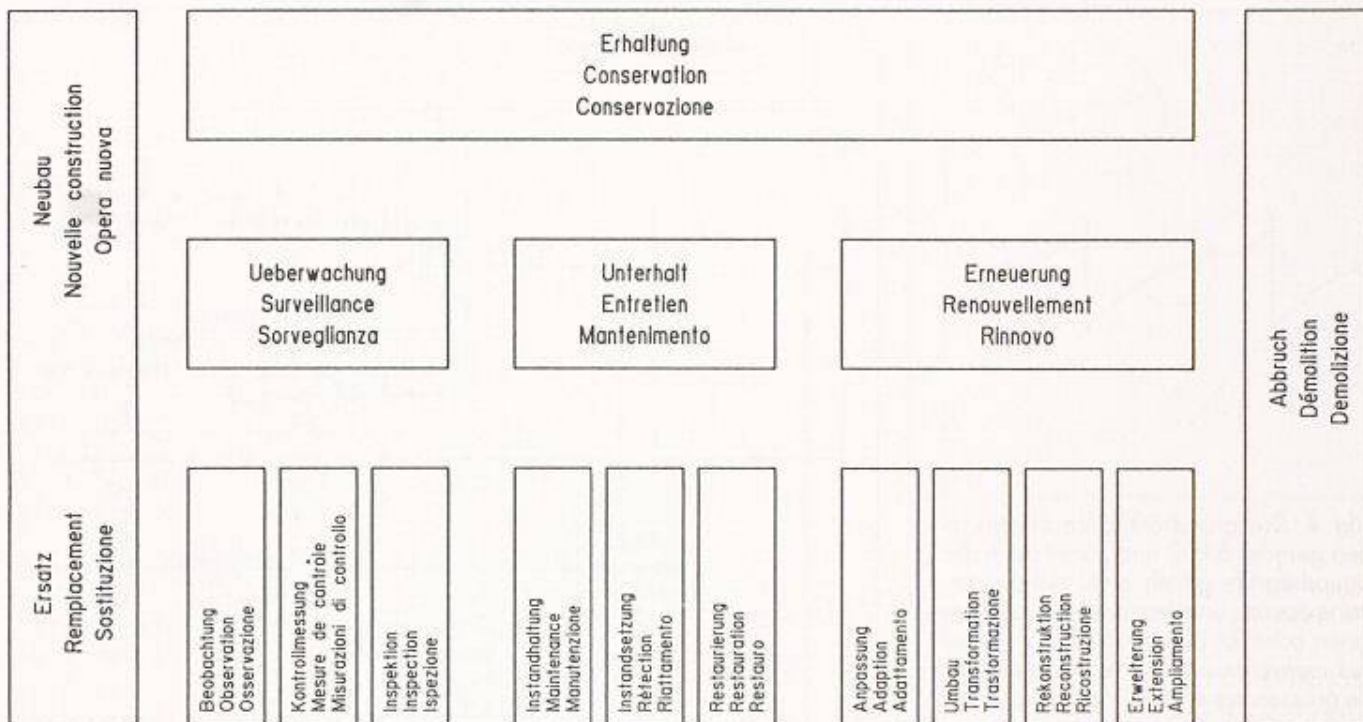 Neubau
Nouvelle construction
Opera nuova
Ersatz
Remplacement
Sostituzione
Erhaltung
Conservation
Conservazione
Ueberwachung
Surveillance
Sorveglianza
Unterhalt
Entretien
Mantenimento
Erneuerung
Renouvellement
Rinnovo
Beobachtung
Observation
Osservazione
Kontrollmessung
Mesure de contrôle
Misurazioni di controllo
Inspektion
Inspection
Ispezione
Instandhaltung
Maintenance
Manutenzione
Instandsetzung
Réfection
Riattamento
Restaurierung
Restauration
Restauro
Anpassung
Adaption
Adattamento
Umbau
Transformation
Trasformazione
Rekonstruktion
Reconstruction
Ricostruzione
Erweiterung
Extension
Ampliamento
Abbruch
Démolition
Demolizione